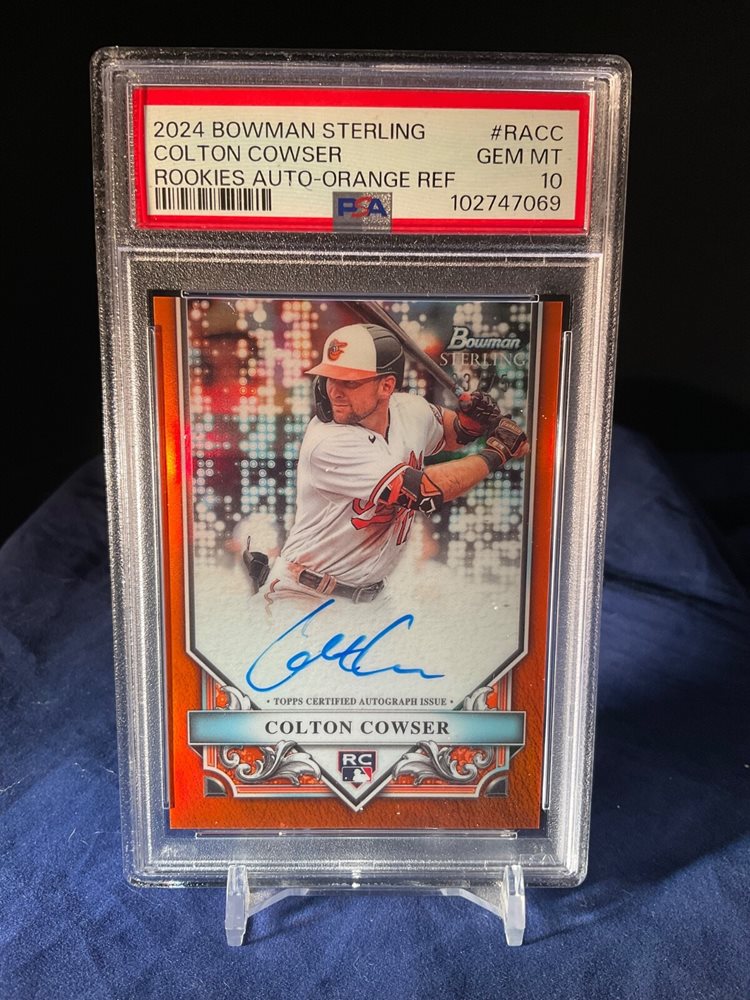 2024 BOWMAN STERLING #RACC
COLTON COWSER GEM MT
ROOKIES AUTO-ORANGE REF 10
PSA 102747069
Bowman
STERLING
• TOPPS CERTIFIED AUTOGRAPH ISSUE •
COLTON COWSER
RC